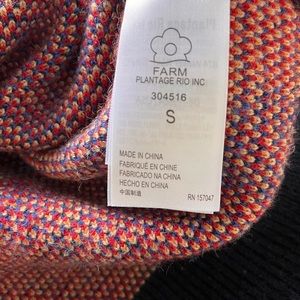 FARM
PLANTAGE RIO INC
304516
S
MADE IN CHINA
FABRIQUÉ EN CHINE
FABRICADO NA CHINA
HECHO EN CHINA
中国制造
RN 157047